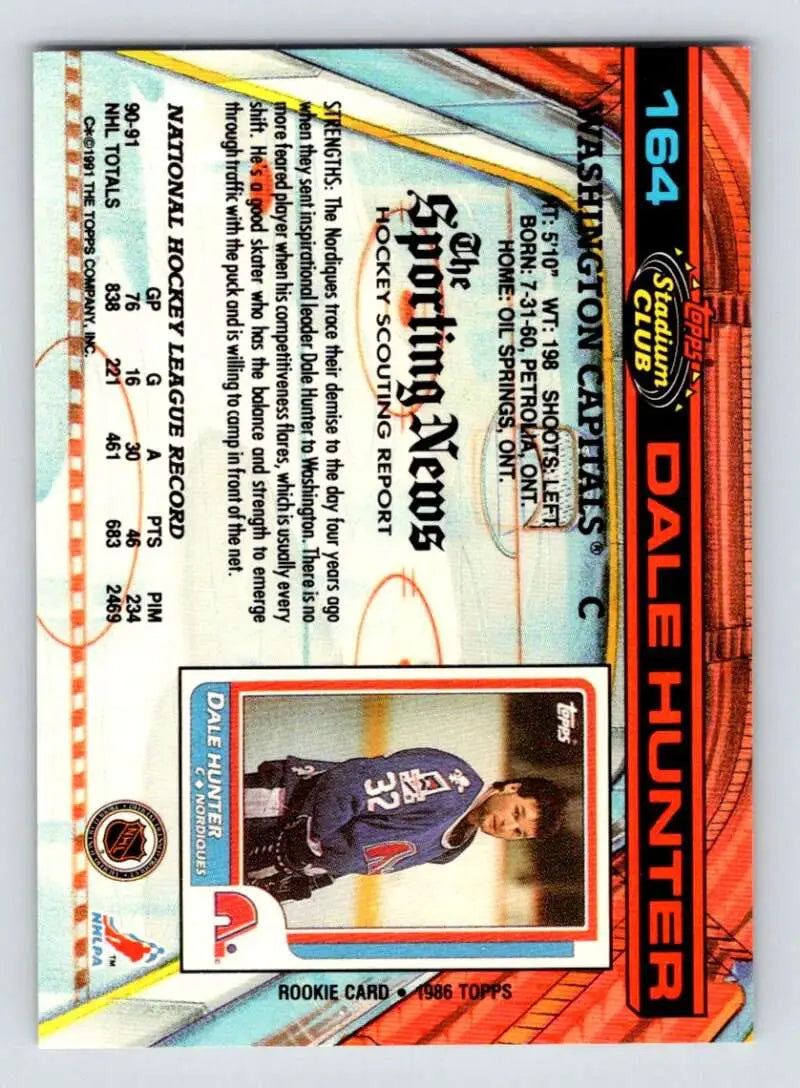 164
Topps
Stadium
CLUB
DALE HUNTER
WASHINGTON CAPITALS® C
HT: 5'10" WT: 198 SHOOTS: LEFT
BORN: 7-31-60, PETROLIA, ONT.
HOME: OIL SPRINGS, ONT.
The
Sporting News
HOCKEY SCOUTING REPORT
STRENGTHS: The Nordiques trace their demise to the day four years ago
when they sent inspirational leader Dale Hunter to Washington. There is no
more feared player when his competitiveness flares, which is usually every
shift. He's a good skater who has the balance and strength to emerge
through traffic with the puck and is willing to camp in front of the net.
NATIONAL HOCKEY LEAGUE RECORD
GP G A PTS PIM
90-91 76 16 30 46 234
NHL TOTALS 838 221 461 683 2469
C*©1991 THE TOPPS COMPANY, INC.
TOPPS
32
DALE HUNTER
C ♦ NORDIQUES
ROOKIE CARD • 1986 TOPPS
NHL
NHLPA
™